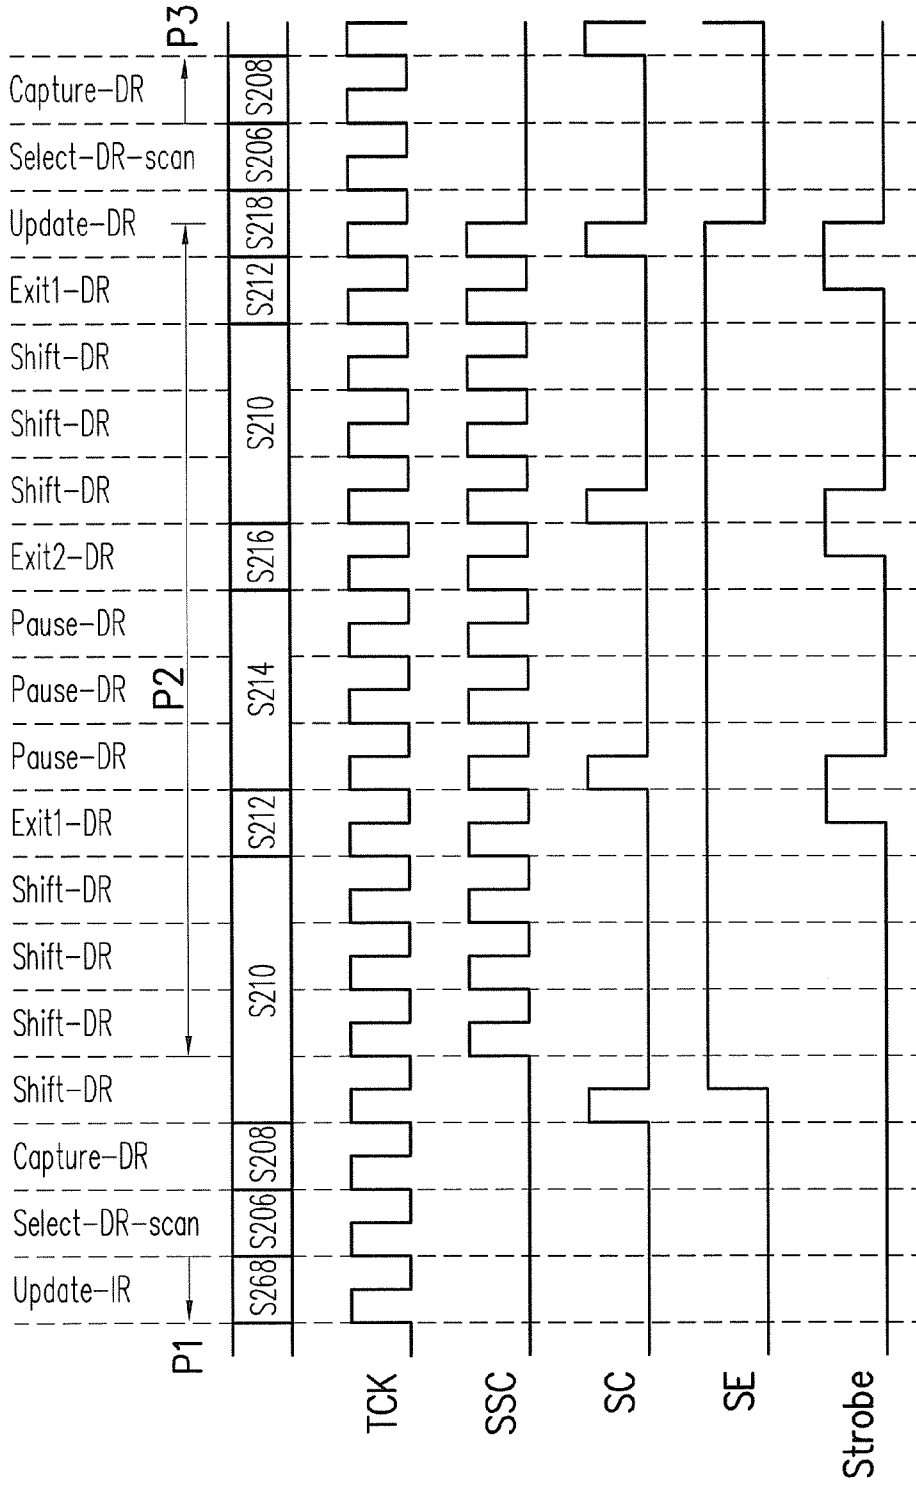 Update-IR
Select-DR-scan
Capture-DR
Shift-DR
Shift-DR
Shift-DR
Shift-DR
Exit1-DR
Pause-DR
Pause-DR
Pause-DR
Exit2-DR
Shift-DR
Shift-DR
Shift-DR
Exit1-DR
Update-DR
Select-DR-scan
Capture-DR
P1
P2
P3
S268
S206
S208
S210
S212
S214
S216
S210
S212
S218
S206
S208
TCK
SSC
SC
SE
Strobe